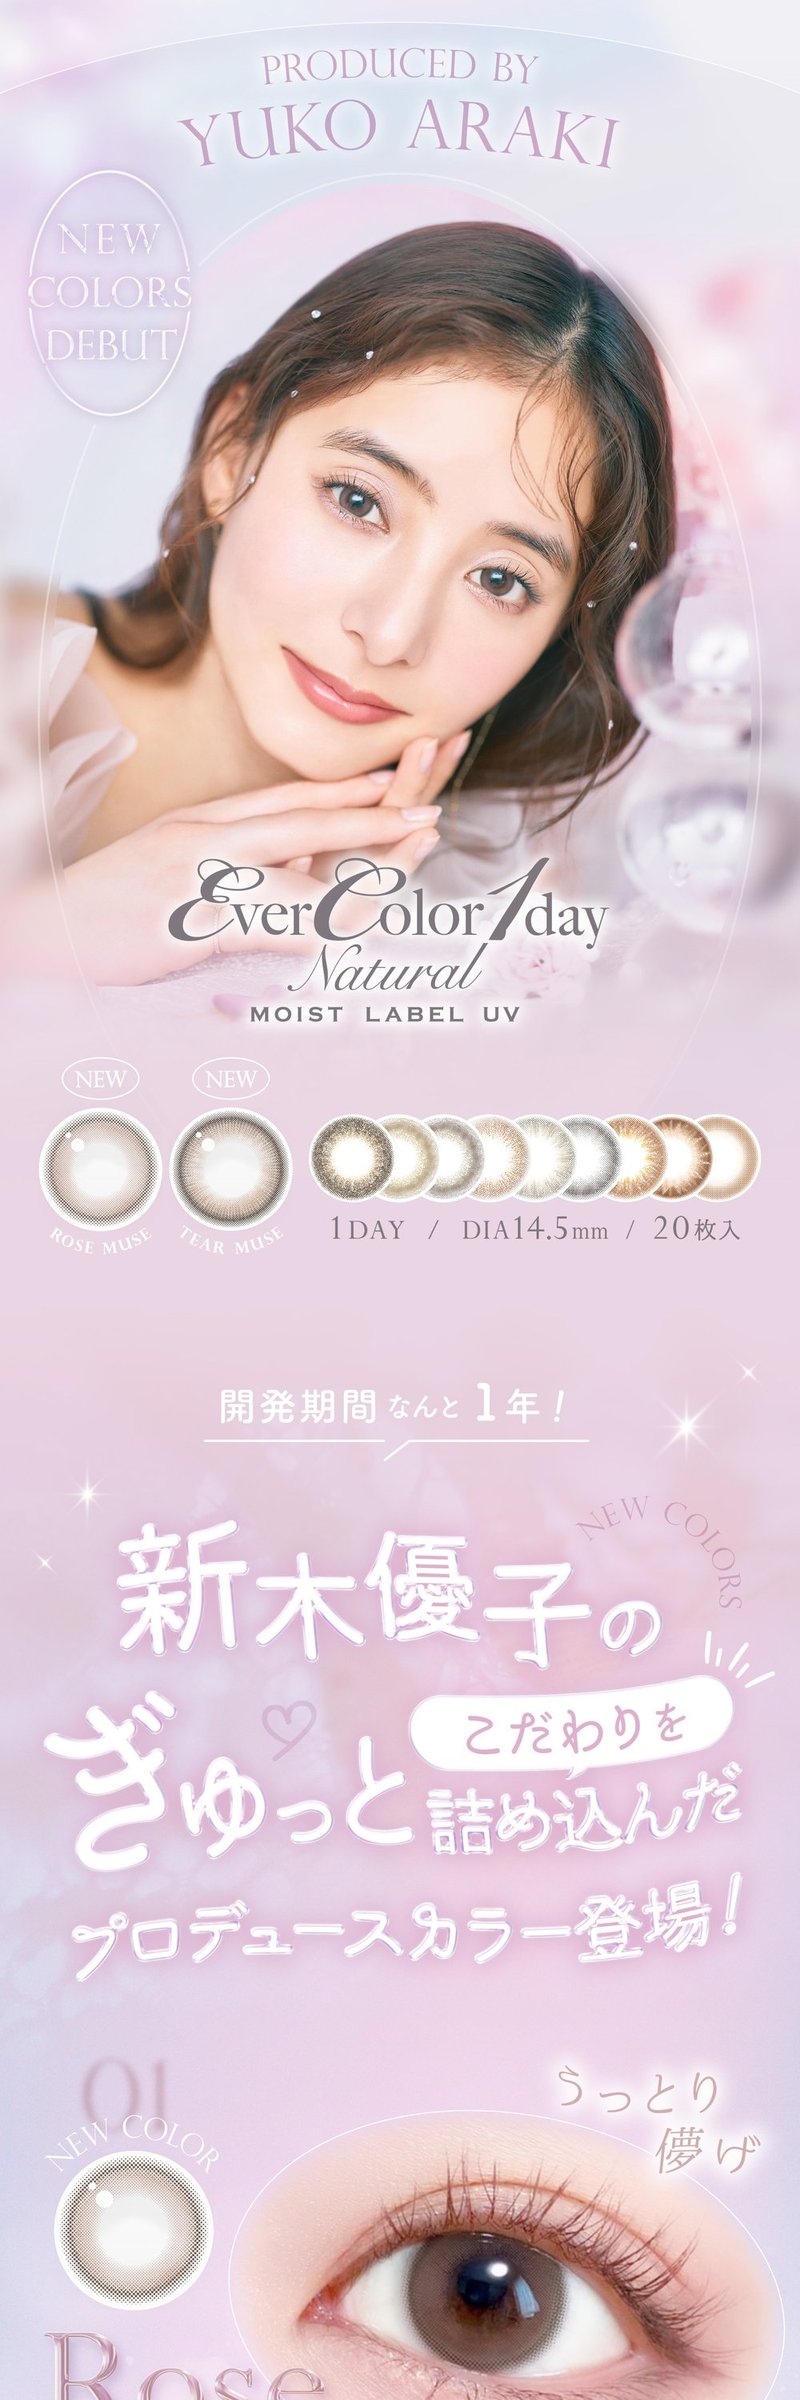 PRODUCED BY
YUKO ARAKI
NEW
COLORS
DEBUT
EverColor1day
Natural
MOIST LABEL UV
NEW
NEW
ROSE MUSE
TEAR MUSE
1DAY / DIA14.5mm / 20枚入
開発期間なんと1年!
NEW COLORS
新木優子の
ぎゅっと
こだわりを
詰め込んだ
プロデュースカラー登場!
01
NEW COLOR
うっとり
儚げ
Rose